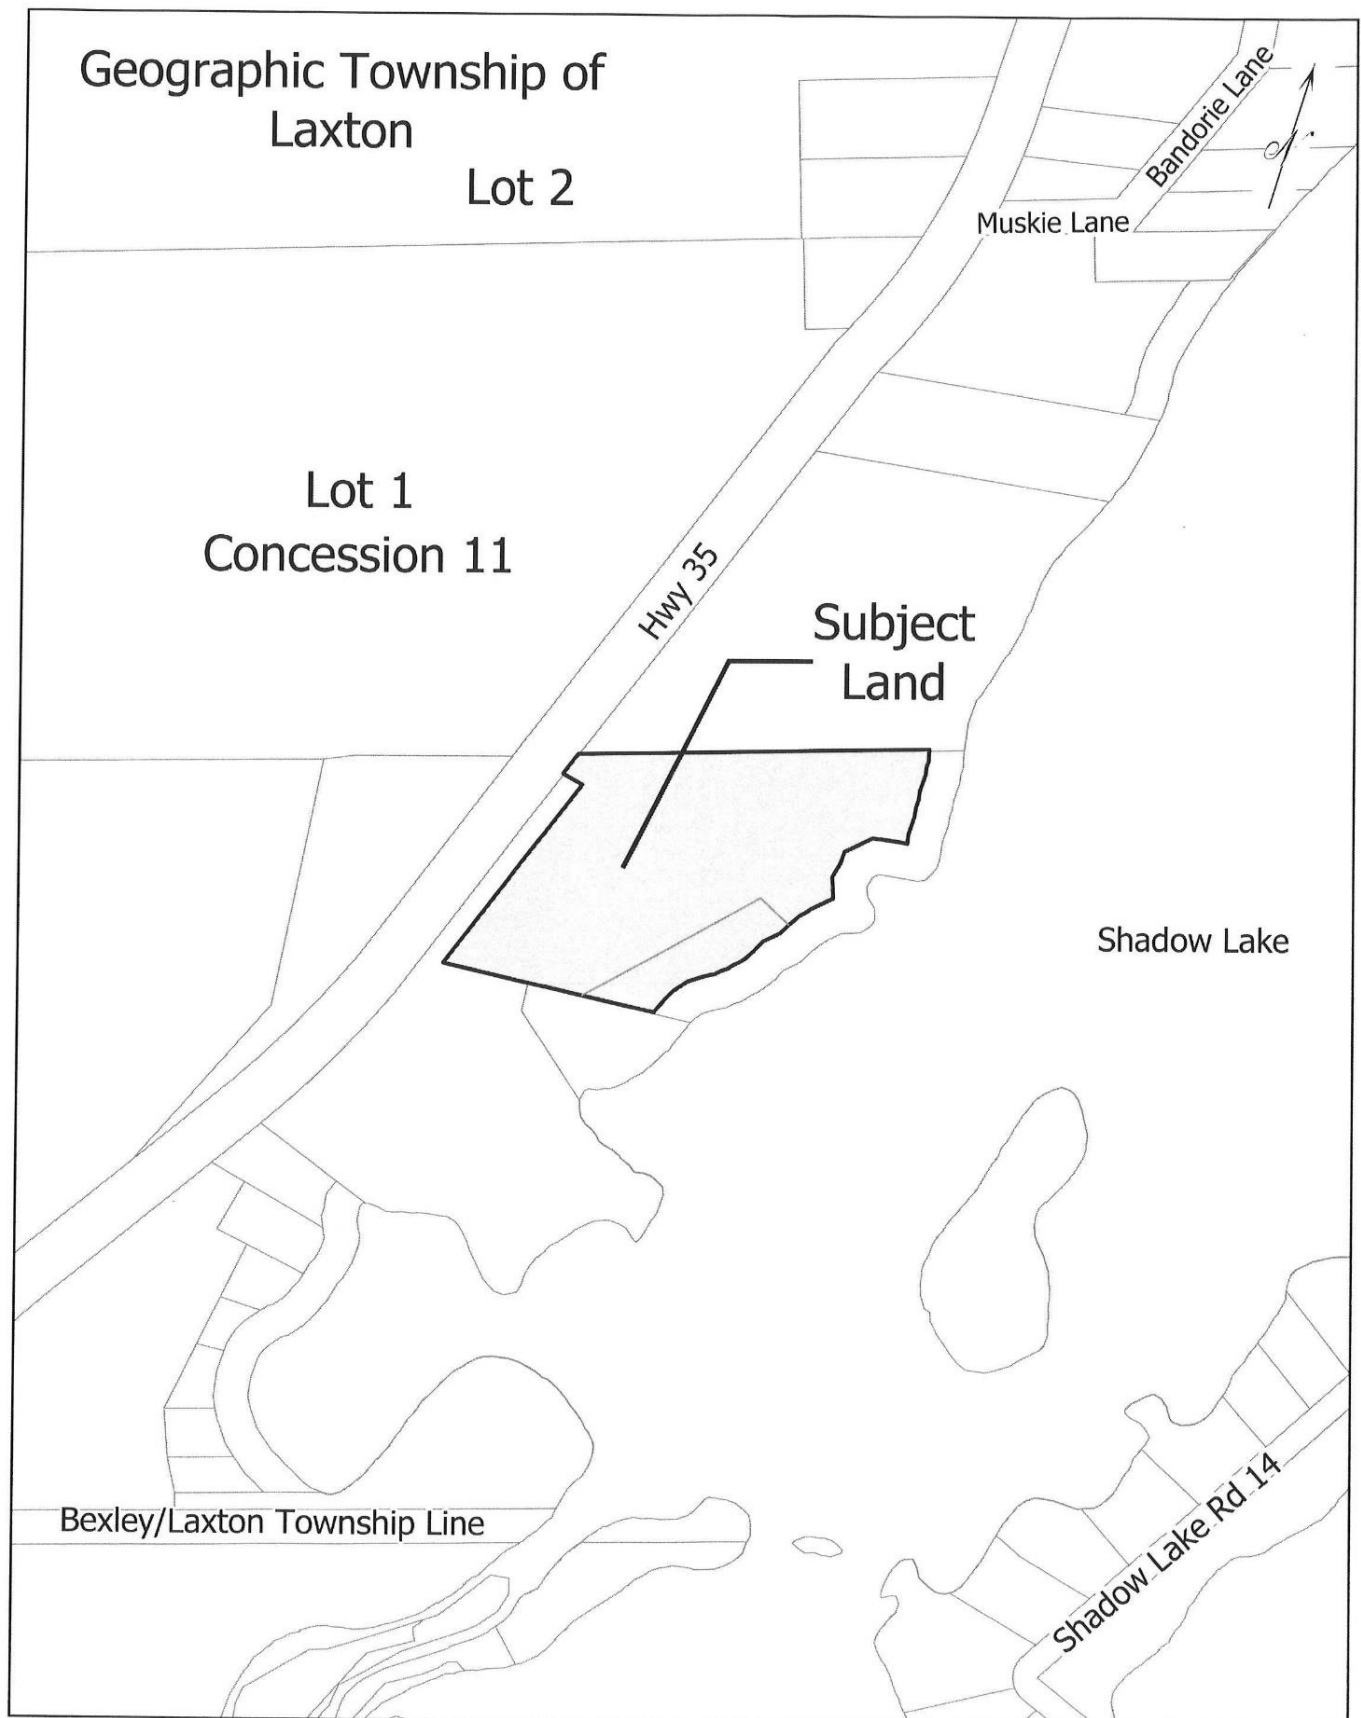 Geographic Township of
Laxton
Lot 2
Bandorie Lane
N
Muskie Lane
Lot 1
Concession 11
Hwy 35
Subject
Land
Shadow Lake
Bexley/Laxton Township Line
Shadow Lake Rd 14